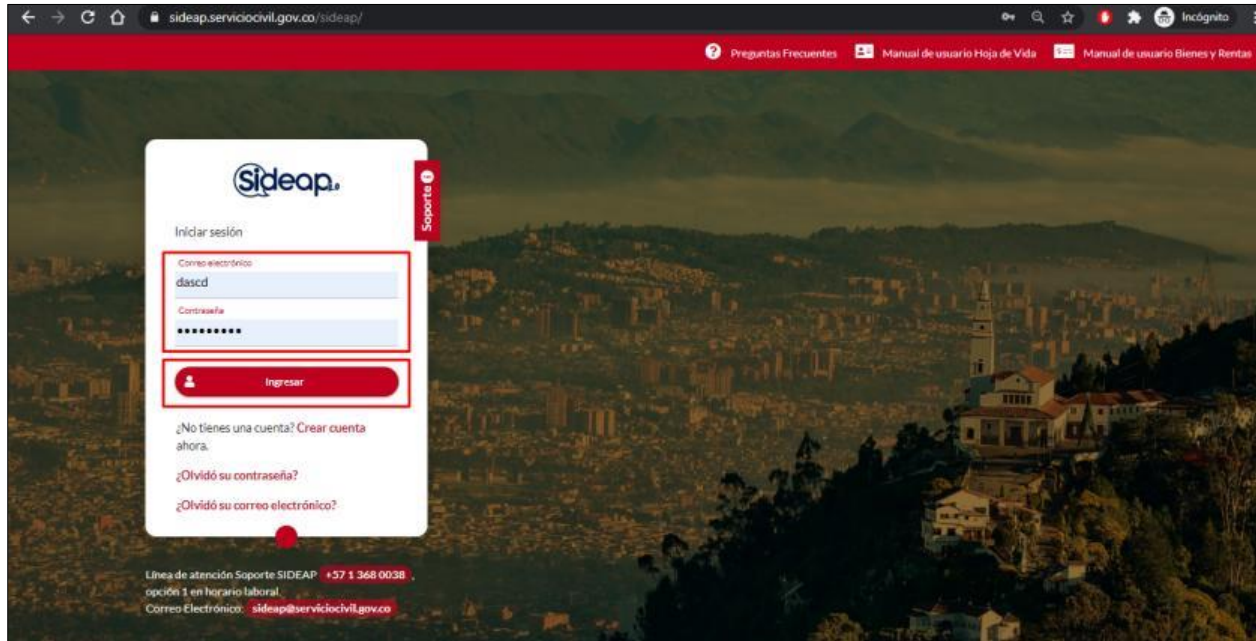 sideap.serviciocivil.gov.co/sideap/
Incógnito
Preguntas Frecuentes
Manual de usuario Hoja de Vida
Manual de usuario Bienes y Rentas
Sideap 2.0
Soporte
Iniciar sesión
Correo electrónico
dascd
Contraseña
•••••••••
Ingresar
¿No tienes una cuenta? Crear cuenta
ahora.
¿Olvidó su contraseña?
¿Olvidó su correo electrónico?
Línea de atención Soporte SIDEAP +57 1 368 0038 ,
opción 1 en horario laboral.
Correo Electrónico: sideap@serviciocivil.gov.co